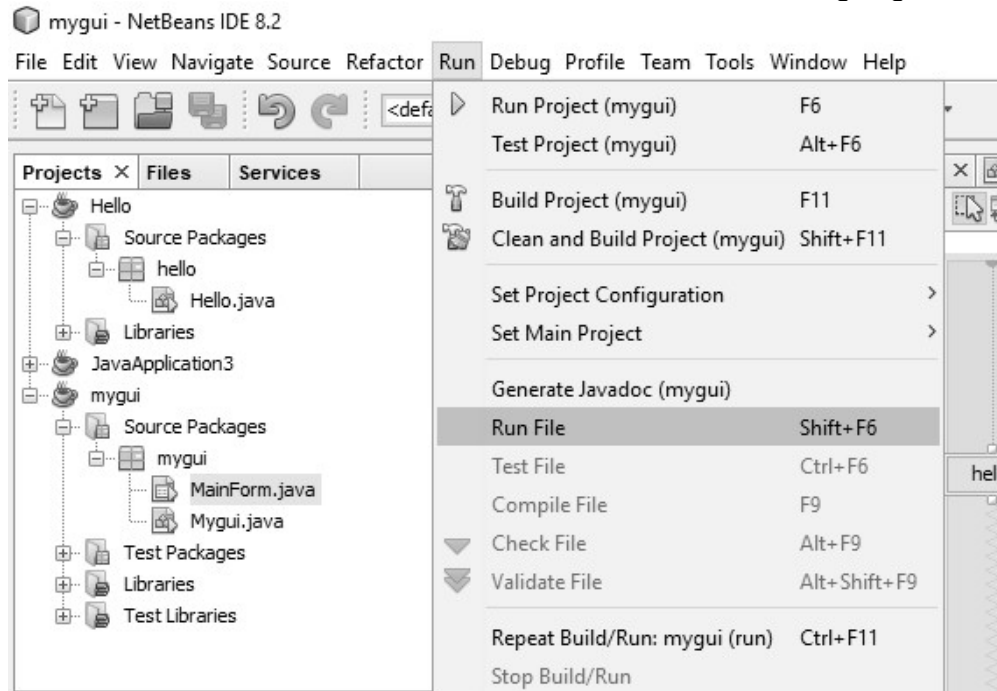 mygui - NetBeans IDE 8.2
File Edit View Navigate Source Refactor Run Debug Profile Team Tools Window Help
<defa
Projects × Files Services
Hello
Source Packages
hello
Hello.java
Libraries
JavaApplication3
mygui
Source Packages
mygui
MainForm.java
Mygui.java
Test Packages
Libraries
Test Libraries
Run Project (mygui) F6
Test Project (mygui) Alt+F6
Build Project (mygui) F11
Clean and Build Project (mygui) Shift+F11
Set Project Configuration >
Set Main Project >
Generate Javadoc (mygui)
Run File Shift+F6
Test File Ctrl+F6
Compile File F9
Check File Alt+F9
Validate File Alt+Shift+F9
Repeat Build/Run: mygui (run) Ctrl+F11
Stop Build/Run
hel